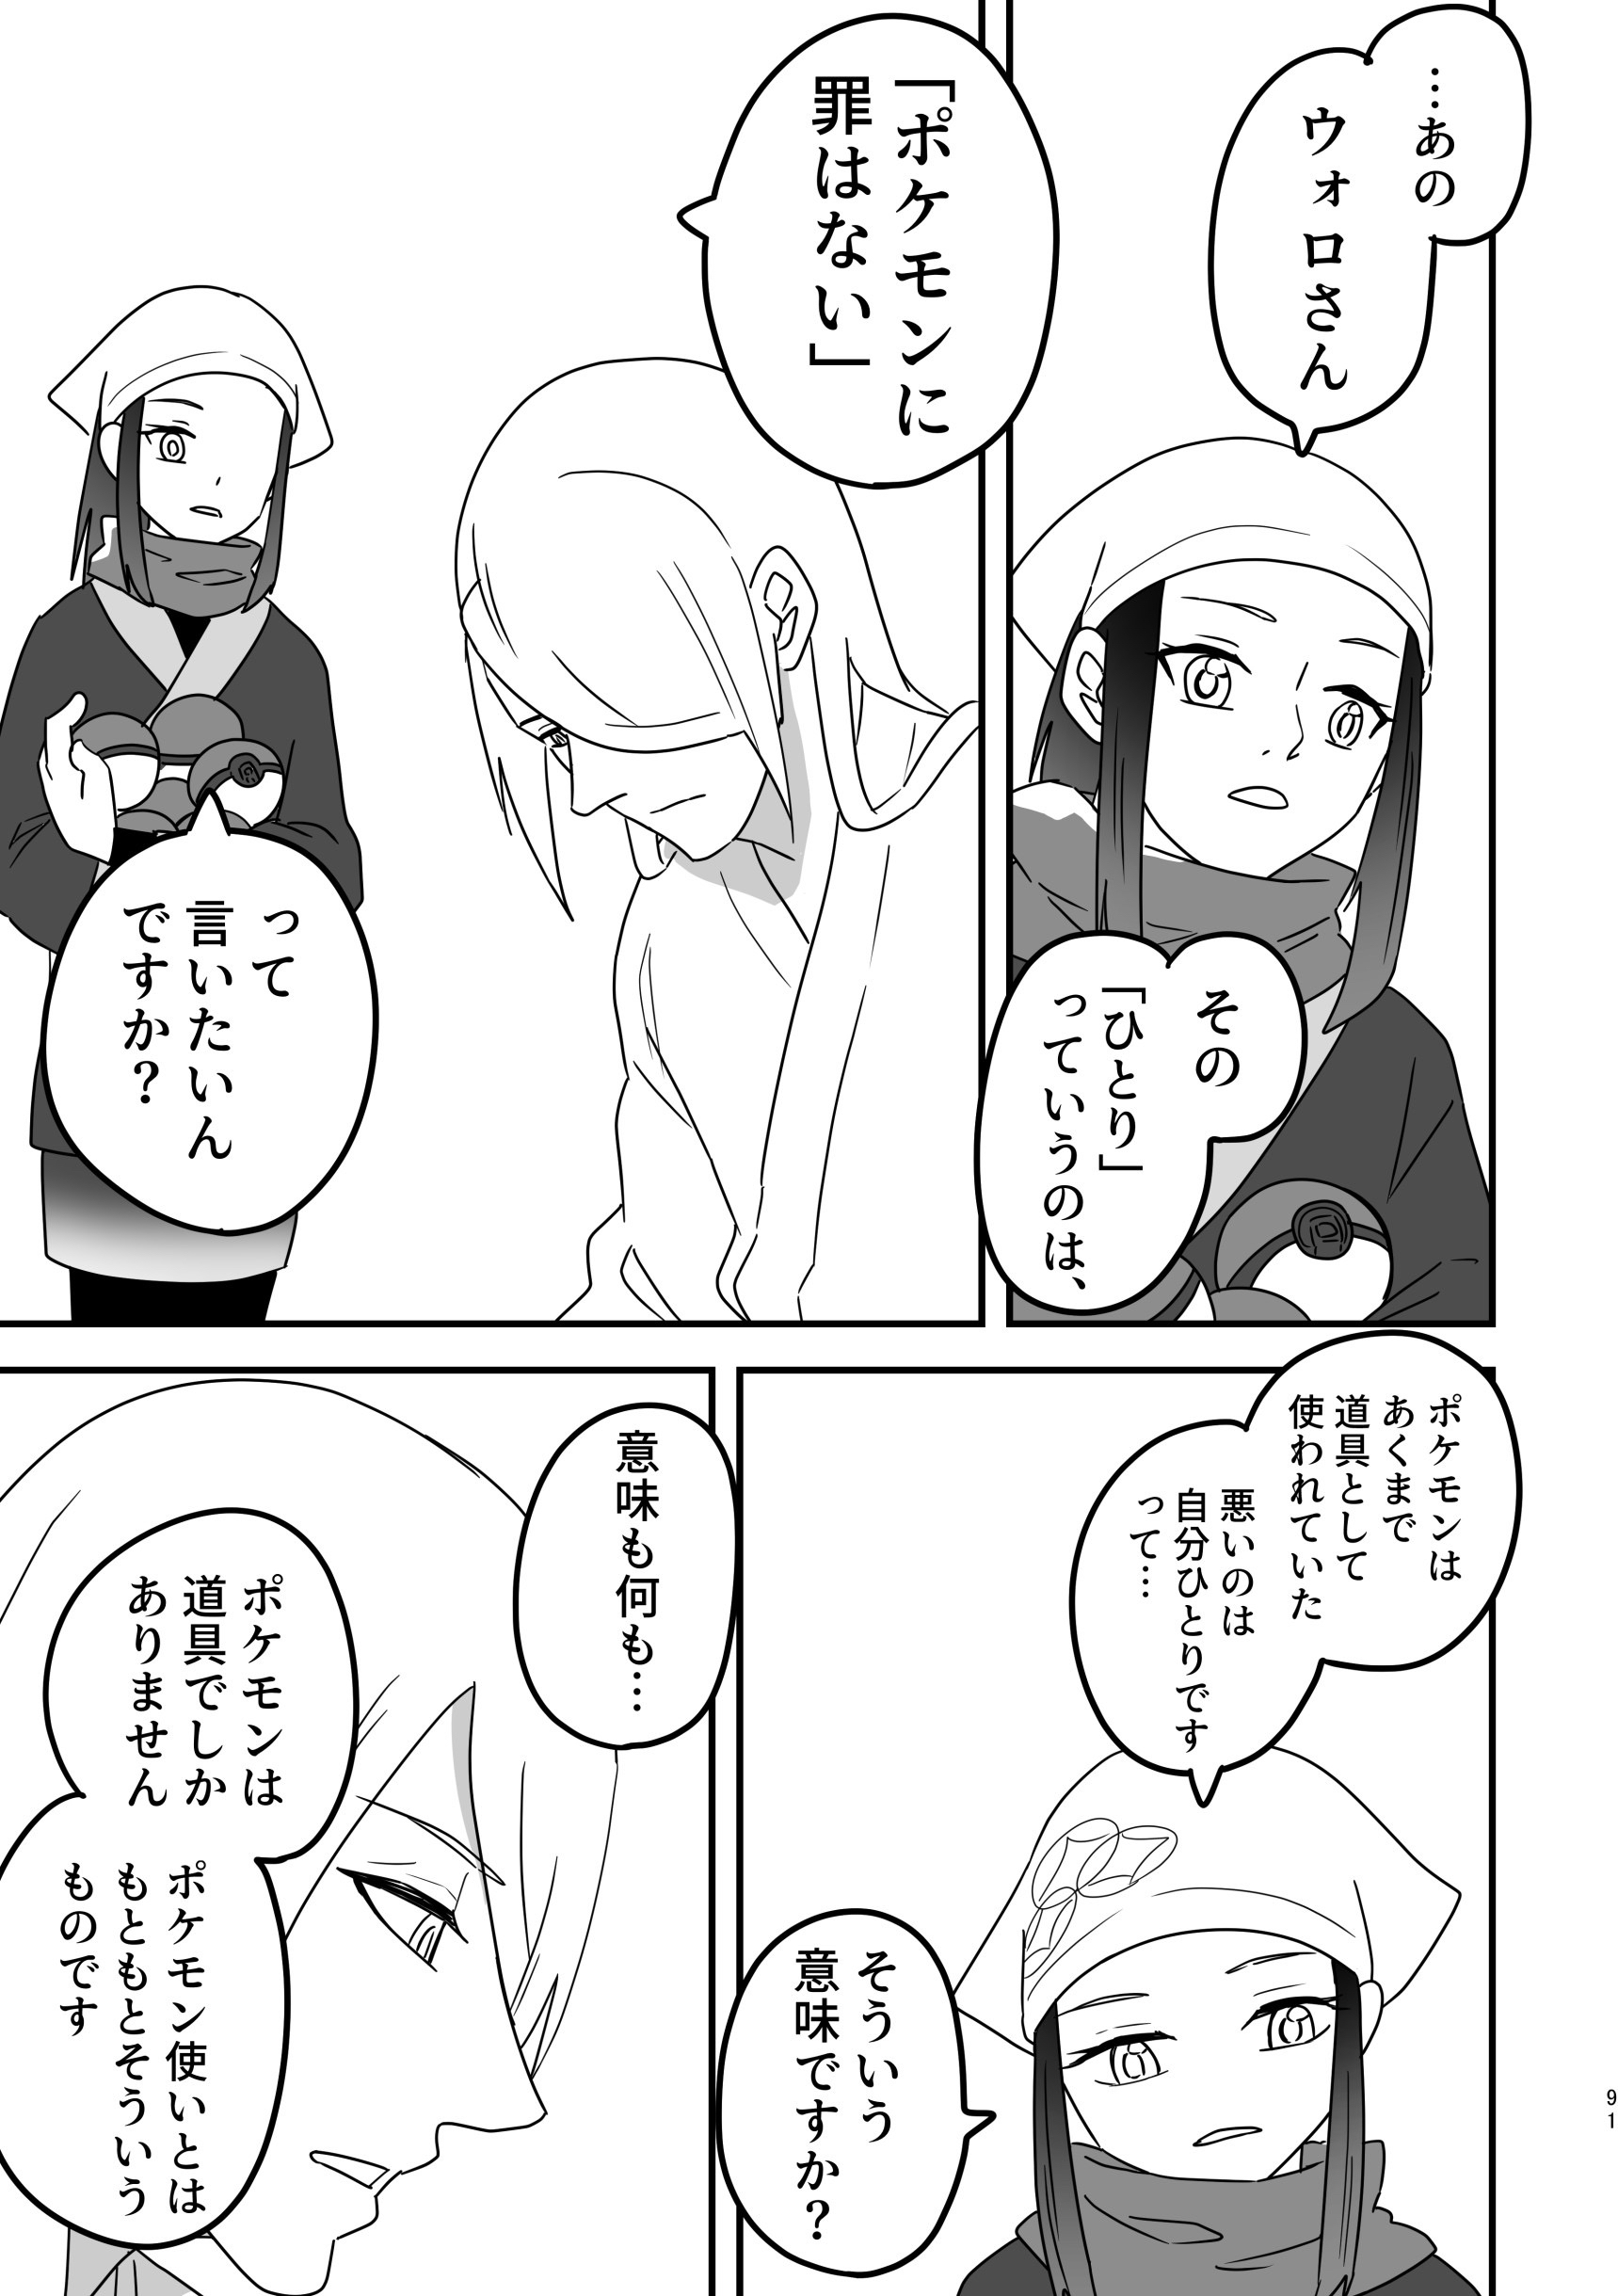 …あの
ウォロさん
その
「ひとり」
っていうのは、
「ポケモンに
罪はない」
って
言いたいん
ですか?
ポケモンは
あくまで
道具として
使われていた
悪いのは
自分ひとりです
って…
そういう
意味ですか?
意味も何も…
ポケモンは
道具でしか
ありません
ポケモン使いとは
もともとそういう
ものです
91